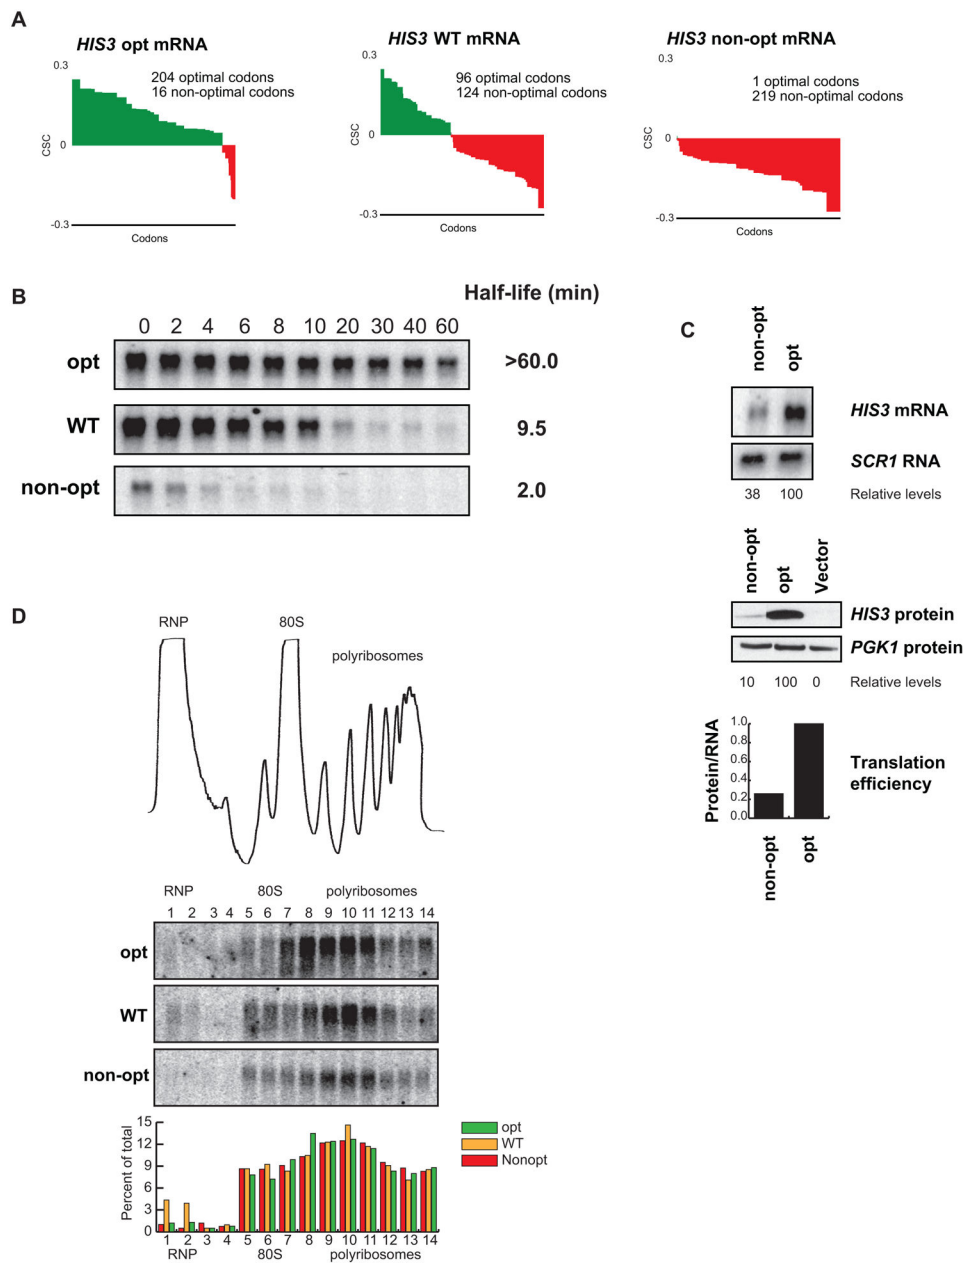 A
HIS3 opt mRNA
0.3
204 optimal codons
16 non-optimal codons
CSC
0
-0.3
Codons
HIS3 WT mRNA
0.3
96 optimal codons
124 non-optimal codons
CSC
0
-0.3
Codons
HIS3 non-opt mRNA
0.3
1 optimal codons
219 non-optimal codons
CSC
0
-0.3
Codons
B
Half-life (min)
0 2 4 6 8 10 20 30 40 60
opt
>60.0
WT
9.5
non-opt
2.0
C
non-opt
opt
HIS3 mRNA
SCR1 RNA
38 100 Relative levels
non-opt
opt
Vector
HIS3 protein
PGK1 protein
10 100 0 Relative levels
Protein/RNA
1.0
0.8
0.6
0.4
0.2
0.0
Translation
efficiency
non-opt
opt
D
RNP
80S
polyribosomes
RNP 80S polyribosomes
1 2 3 4 5 6 7 8 9 10 11 12 13 14
opt
WT
non-opt
Percent of total
15
12
9
6
3
0
opt
WT
Nonopt
1 2 3 4 5 6 7 8 9 10 11 12 13 14
RNP 80S polyribosomes